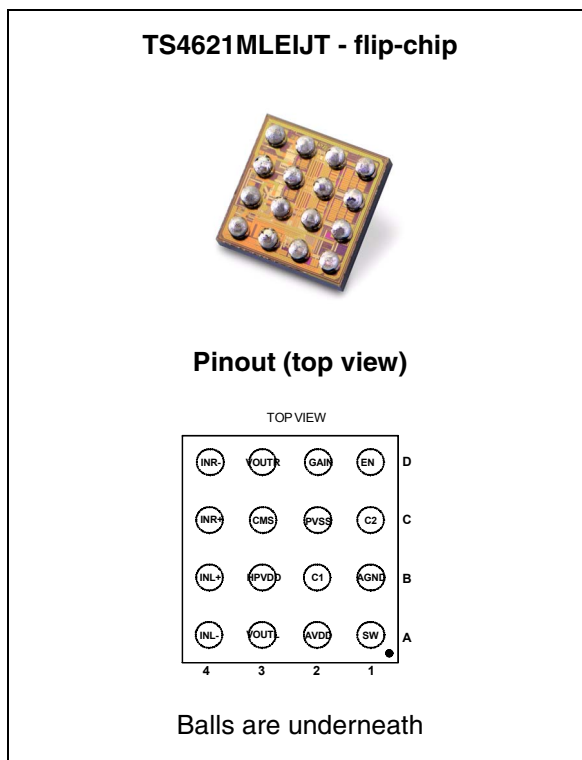 TS4621MLEIJT - flip-chip
Pinout (top view)
TOP VIEW
INR- VOUTR GAIN EN D
INR+ CMS PVSS C2 C
INL+ HPVDD C1 AGND B
INL- VOUTL AVDD SW A
4 3 2 1
Balls are underneath